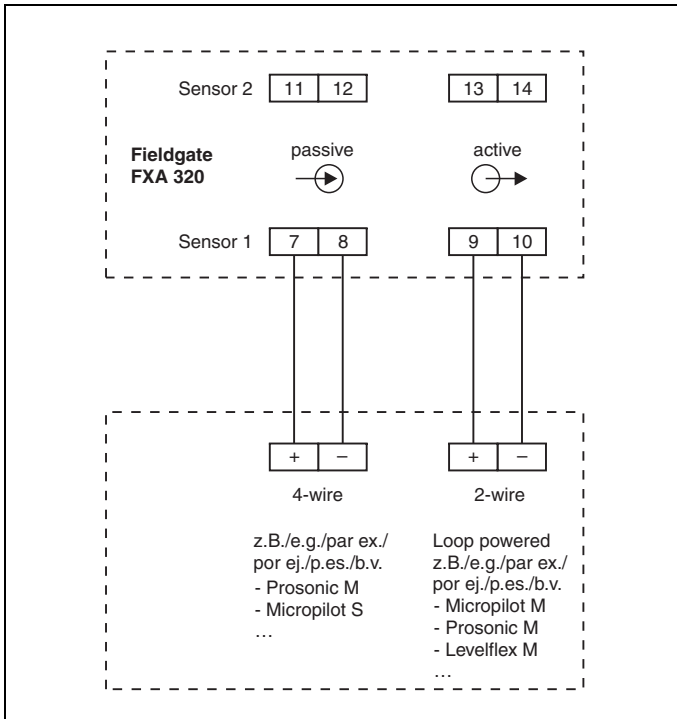 Sensor 2 11 12 13 14
Fieldgate
FXA 320
passive active
Sensor 1 7 8 9 10
+ – + –
4-wire 2-wire
z.B./e.g./par ex./
por ej./p.es./b.v.
- Prosonic M
- Micropilot S
…
Loop powered
z.B./e.g./par ex./
por ej./p.es./b.v.
- Micropilot M
- Prosonic M
- Levelflex M
…